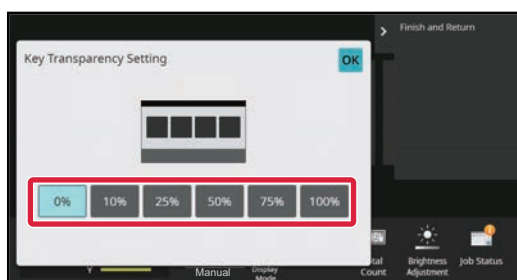 Finish and Return
Key Transparency Setting
OK
0% 10% 25% 50% 75% 100%
Y
Manual
Display
Mode
Count
Brightness
Adjustment
Job Status